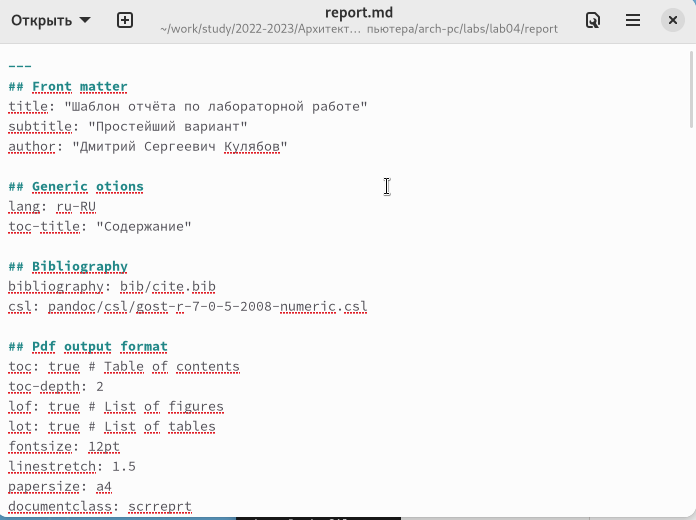 Открыть
report.md
~/work/study/2022-2023/Архитект… пьютера/arch-pc/labs/lab04/report
---
## Front matter
title: "Шаблон отчёта по лабораторной работе"
subtitle: "Простейший вариант"
author: "Дмитрий Сергеевич Кулябов"
## Generic otions
lang: ru-RU
toc-title: "Содержание"
## Bibliography
bibliography: bib/cite.bib
csl: pandoc/csl/gost-r-7-0-5-2008-numeric.csl
## Pdf output format
toc: true # Table of contents
toc-depth: 2
lof: true # List of figures
lot: true # List of tables
fontsize: 12pt
linestretch: 1.5
papersize: a4
documentclass: scrreprt